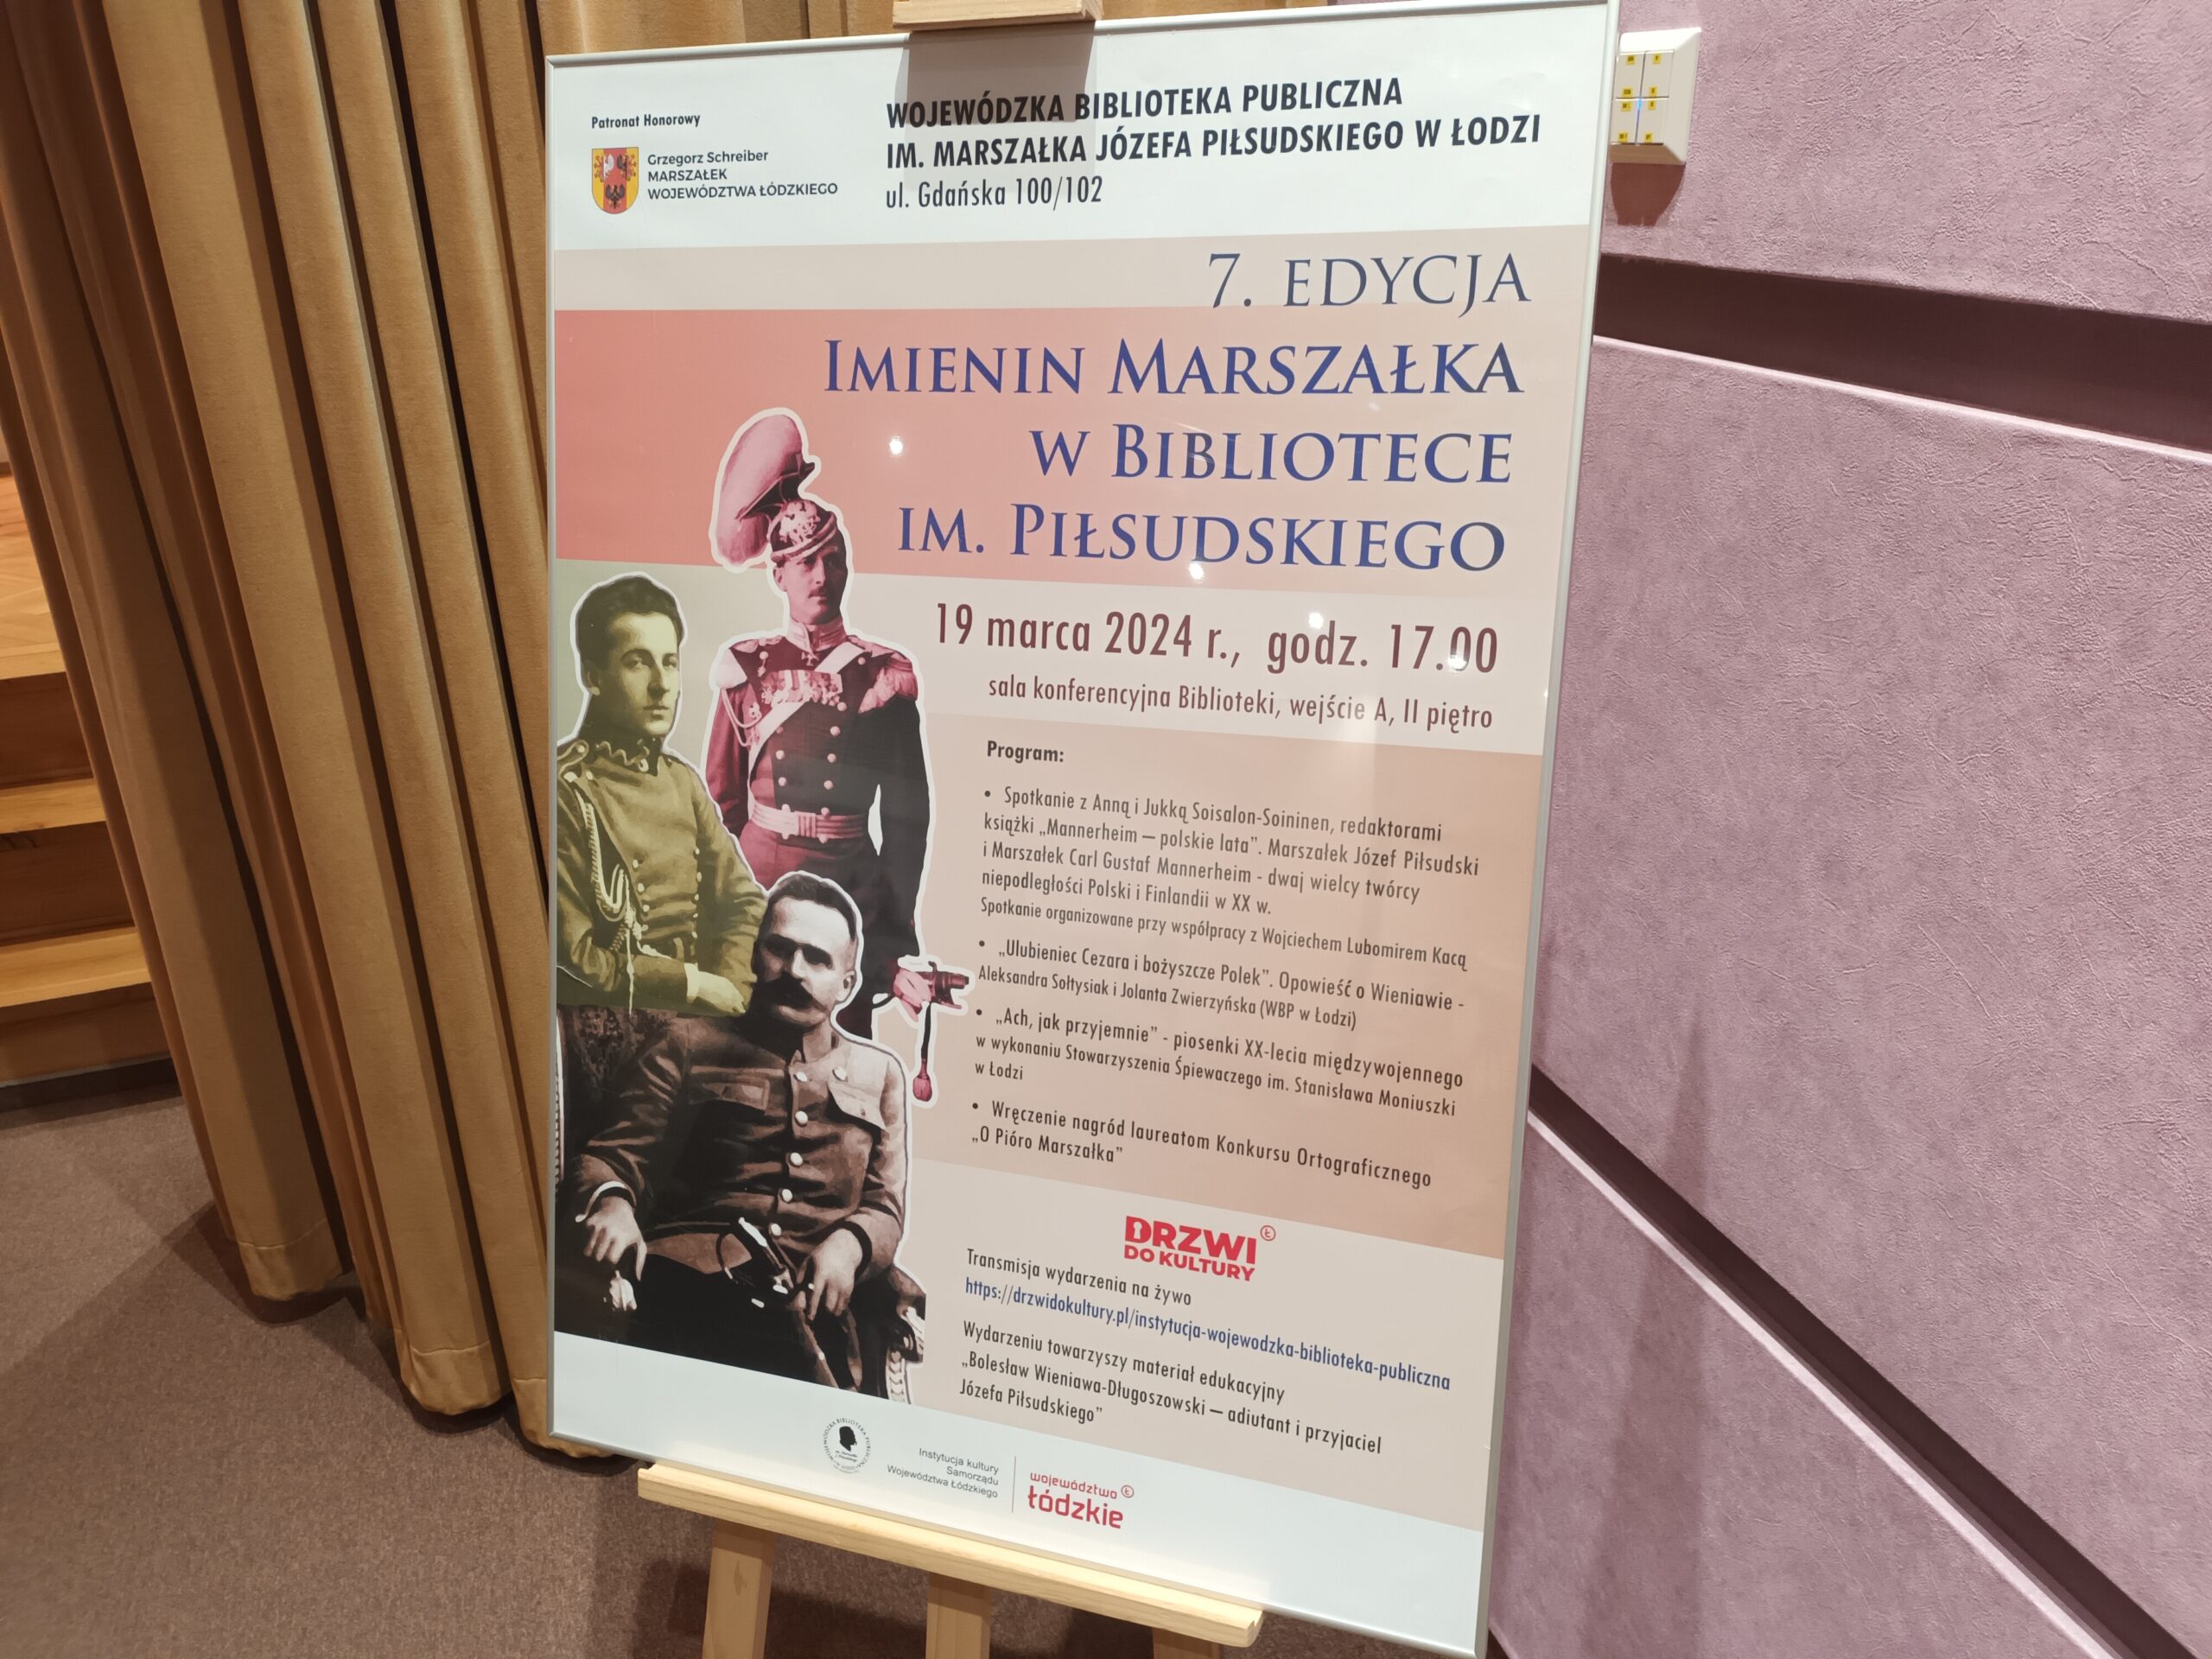 Patronat Honorowy
Grzegorz Schreiber
MARSZAŁEK
WOJEWÓDZTWA ŁÓDZKIEGO
WOJEWÓDZKA BIBLIOTEKA PUBLICZNA
IM. MARSZAŁKA JÓZEFA PIŁSUDSKIEGO W ŁODZI
ul. Gdańska 100/102
7. EDYCJA
IMIENIN MARSZAŁKA
W BIBLIOTECE
IM. PIŁSUDSKIEGO
19 marca 2024 r., godz. 17.00
sala konferencyjna Biblioteki, wejście A, II piętro
Program:
• Spotkanie z Anną i Jukką Soisalon-Soininen, redaktorami
książki „Mannerheim — polskie lata”. Marszałek Józef Piłsudski
i Marszałek Carl Gustaf Mannerheim - dwaj wielcy twórcy
niepodległości Polski i Finlandii w XX w.
Spotkanie organizowane przy współpracy z Wojciechem Lubomirem Kacą
• „Ulubieniec Cezara i bożyszcze Polek”. Opowieść o Wieniawie -
Aleksandra Sołtysiak i Jolanta Zwierzyńska (WBP w Łodzi)
• „Ach, jak przyjemnie” - piosenki XX-lecia międzywojennego
w wykonaniu Stowarzyszenia Śpiewaczego im. Stanisława Moniuszki
w Łodzi
• Wręczenie nagród laureatom Konkursu Ortograficznego
„O Pióro Marszałka”
DRZWI
DO KULTURY
Transmisja wydarzenia na żywo
https://drzwidokultury.pl/instytucja-wojewodzka-biblioteka-publiczna
Wydarzeniu towarzyszy materiał edukacyjny
„Bolesław Wieniawa-Długoszowski — adiutant i przyjaciel
Józefa Piłsudskiego”
WOJEWÓDZKA BIBLIOTEKA PUBLICZNA
Instytucja kultury
Samorządu
Województwa Łódzkiego
województwo
łódzkie